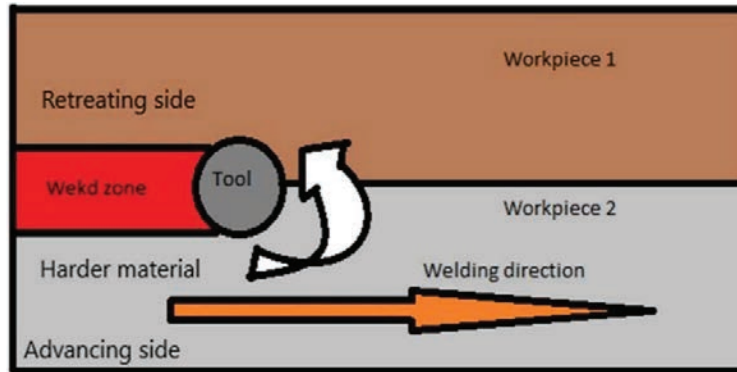 Workpiece 1
Retreating side
Wekd zone
Tool
Workpiece 2
Harder material
Welding direction
Advancing side